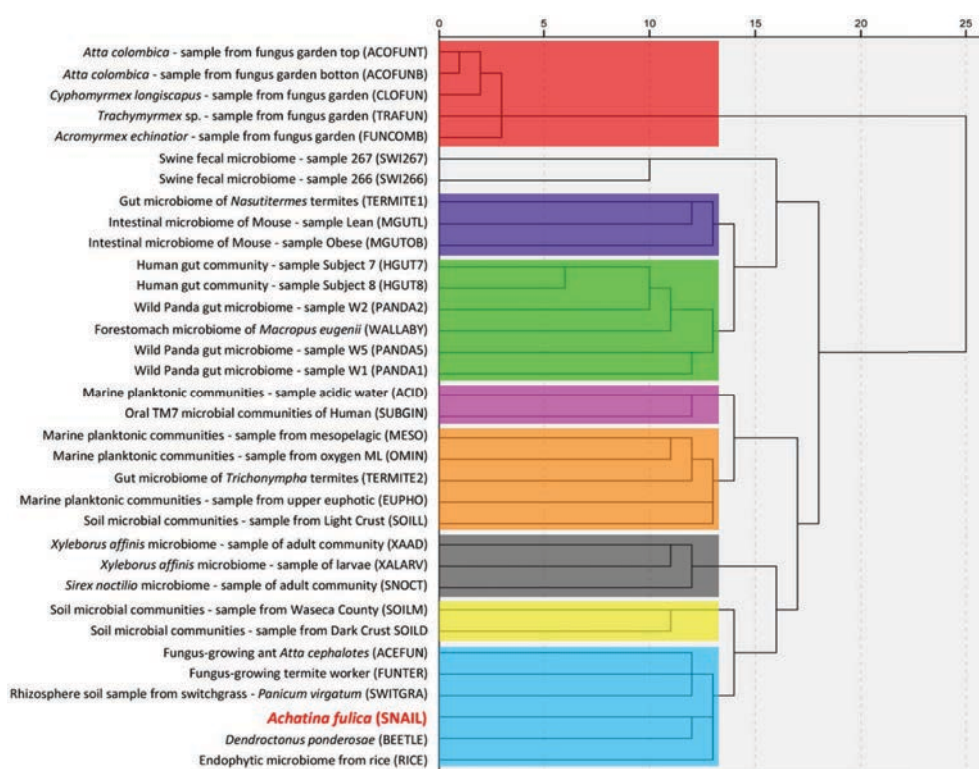 0 5 10 15 20 25
Atta colombica - sample from fungus garden top (ACOFUNT)
Atta colombica - sample from fungus garden botton (ACOFUNB)
Cyphomyrmex longiscapus - sample from fungus garden (CLOFUN)
Trachymyrmex sp. - sample from fungus garden (TRAFUN)
Acromyrmex echinatior - sample from fungus garden (FUNCOMB)
Swine fecal microbiome - sample 267 (SWI267)
Swine fecal microbiome - sample 266 (SWI266)
Gut microbiome of Nasutitermes termites (TERMITE1)
Intestinal microbiome of Mouse - sample Lean (MGUTL)
Intestinal microbiome of Mouse - sample Obese (MGUTOB)
Human gut community - sample Subject 7 (HGUT7)
Human gut community - sample Subject 8 (HGUT8)
Wild Panda gut microbiome - sample W2 (PANDA2)
Forestomach microbiome of Macropus eugenii (WALLABY)
Wild Panda gut microbiome - sample W5 (PANDA5)
Wild Panda gut microbiome - sample W1 (PANDA1)
Marine planktonic communities - sample acidic water (ACID)
Oral TM7 microbial communities of Human (SUBGIN)
Marine planktonic communities - sample from mesopelagic (MESO)
Marine planktonic communities - sample from oxygen ML (OMIN)
Gut microbiome of Trichonympha termites (TERMITE2)
Marine planktonic communities - sample from upper euphotic (EUPHO)
Soil microbial communities - sample from Light Crust (SOILL)
Xyleborus affinis microbiome - sample of adult community (XAAD)
Xyleborus affinis microbiome - sample of larvae (XALARV)
Sirex noctilio microbiome - sample of adult community (SNOCT)
Soil microbial communities - sample from Waseca County (SOILM)
Soil microbial communities - sample from Dark Crust SOILD
Fungus-growing ant Atta cephalotes (ACEFUN)
Fungus-growing termite worker (FUNTER)
Rhizosphere soil sample from switchgrass - Panicum virgatum (SWITGRA)
Achatina fulica (SNAIL)
Dendroctonus ponderosae (BEETLE)
Endophytic microbiome from rice (RICE)